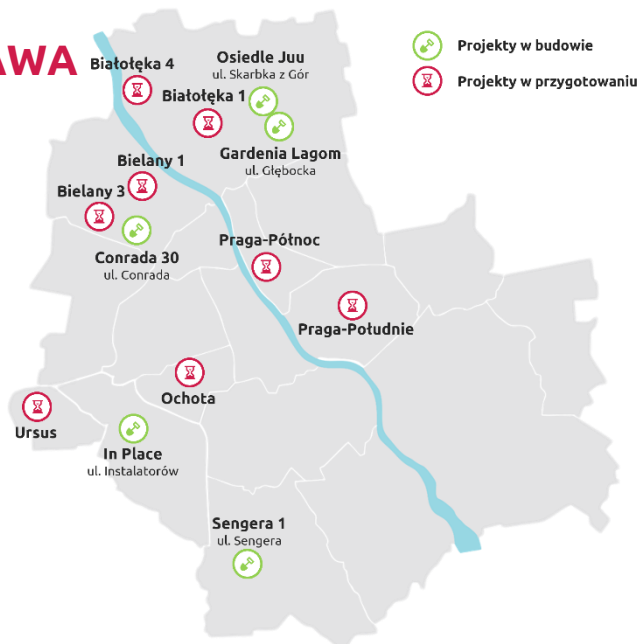 AWA
Projekty w budowie
Projekty w przygotowaniu
Białołęka 4
Osiedle Juu
ul. Skarbka z Gór
Białołęka 1
Gardenia Lagom
ul. Głębocka
Bielany 1
Bielany 3
Conrada 30
ul. Conrada
Praga-Północ
Praga-Południe
Ochota
Ursus
In Place
ul. Instalatorów
Sengera 1
ul. Sengera